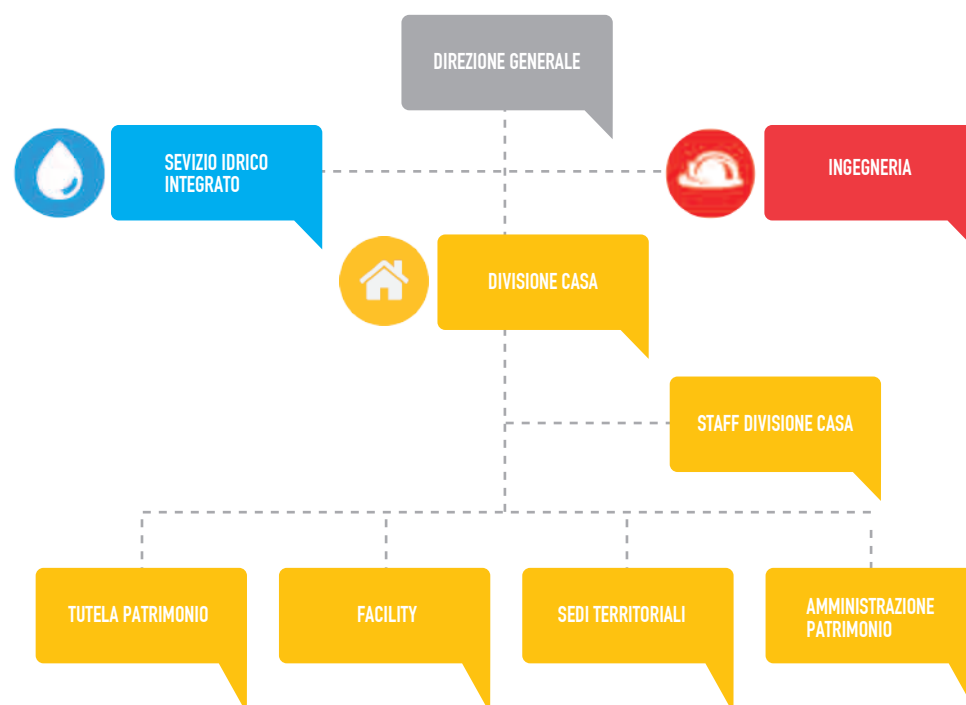 DIREZIONE GENERALE
SEVIZIO IDRICO
INTEGRATO
INGEGNERIA
DIVISIONE CASA
STAFF DIVISIONE CASA
TUTELA PATRIMONIO
FACILITY
SEDI TERRITORIALI
AMMINISTRAZIONE
PATRIMONIO